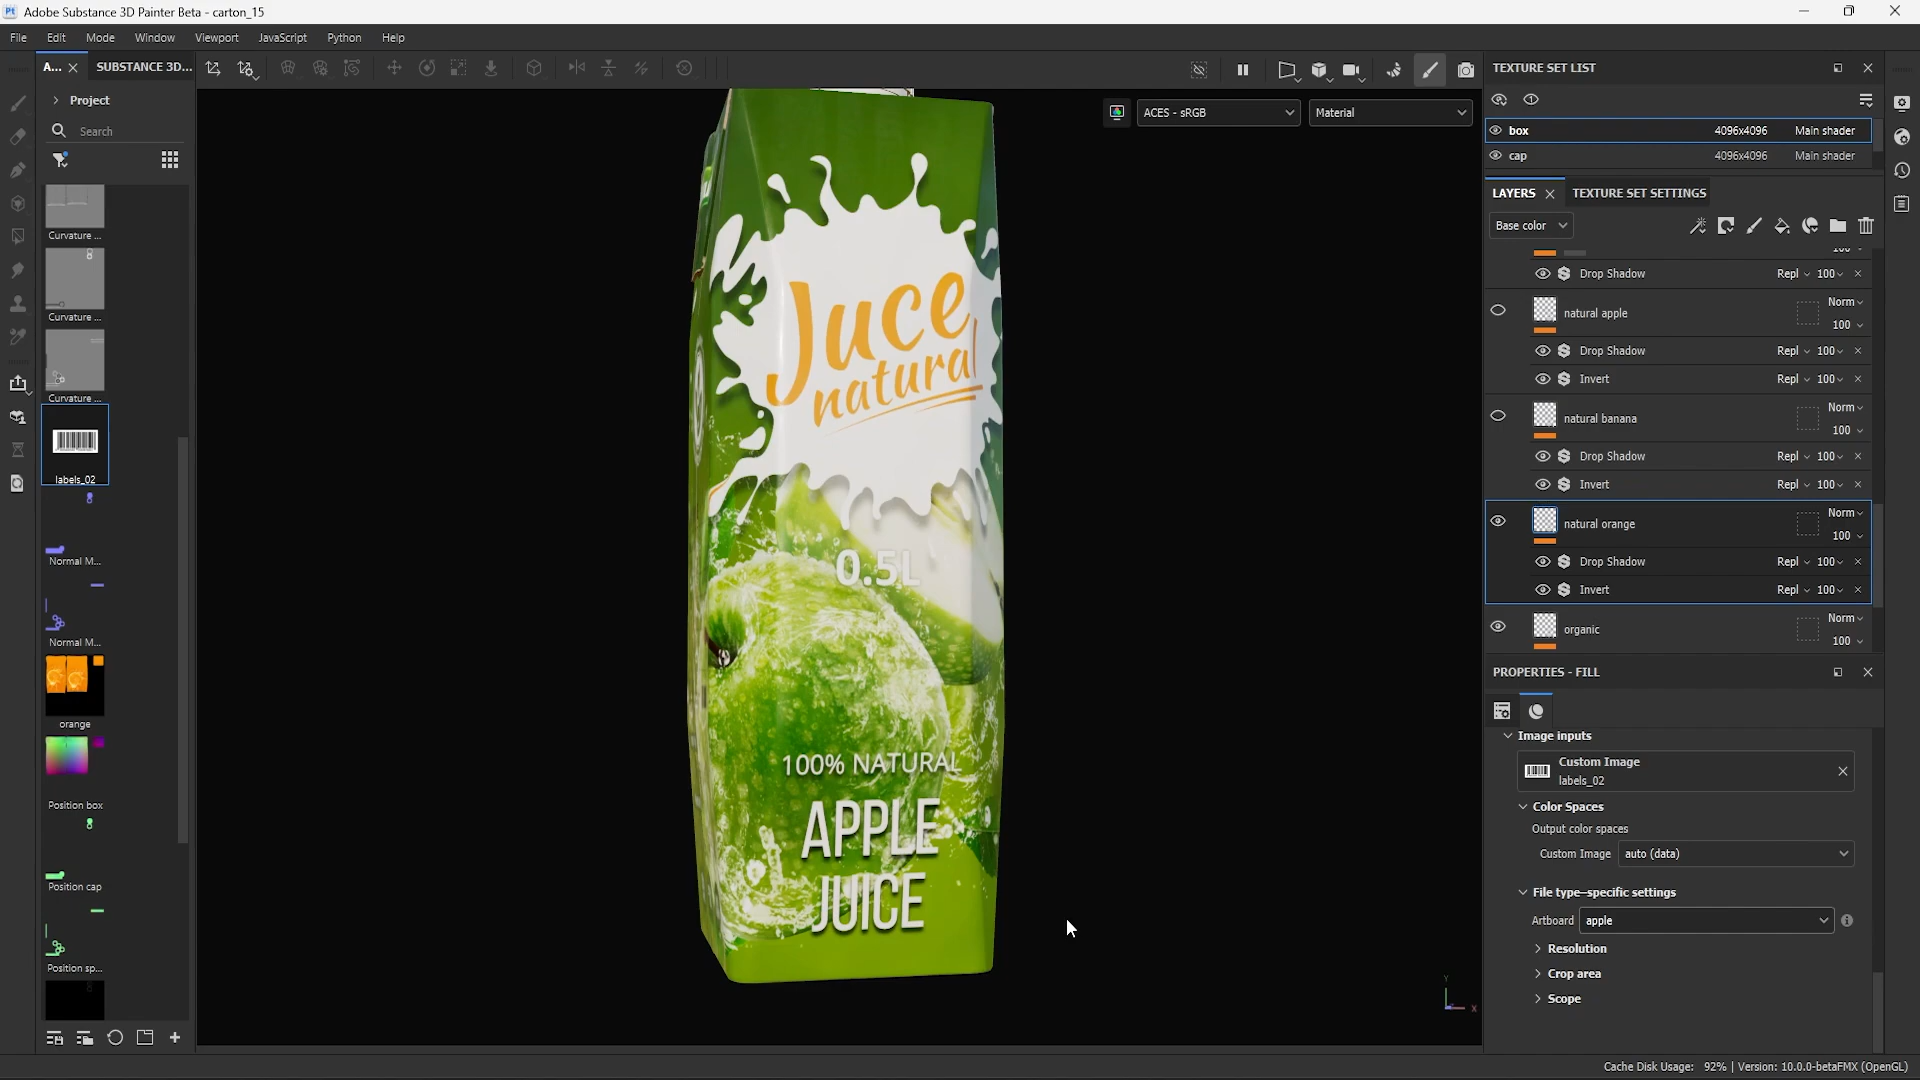 Adobe Substance 3D Painter Beta - carton_15
File Edit Mode Window Viewport JavaScript Python Help
A... SUBSTANCE 3D...
Project
Search
Curvature ...
Curvature ...
Curvature ...
labels_02
Normal M...
Normal M...
orange
Position box
Position cap
Position sp...
ACES - sRGB
Material
Juce
natural
0.5L
100% NATURAL
APPLE
JUICE
Y
X
TEXTURE SET LIST
box 4096x4096 Main shader
cap 4096x4096 Main shader
LAYERS TEXTURE SET SETTINGS
Base color
Drop Shadow Repl 100
natural apple Norm
100
Drop Shadow Repl 100
Invert Repl 100
natural banana Norm
100
Drop Shadow Repl 100
Invert Repl 100
natural orange Norm
100
Drop Shadow Repl 100
Invert Repl 100
organic Norm
100
PROPERTIES - FILL
Image inputs
Custom Image
labels_02
Color Spaces
Output color spaces
Custom Image auto (data)
File type-specific settings
Artboard apple
Resolution
Crop area
Scope
Cache Disk Usage: 92% | Version: 10.0.0-betaFMX (OpenGL)